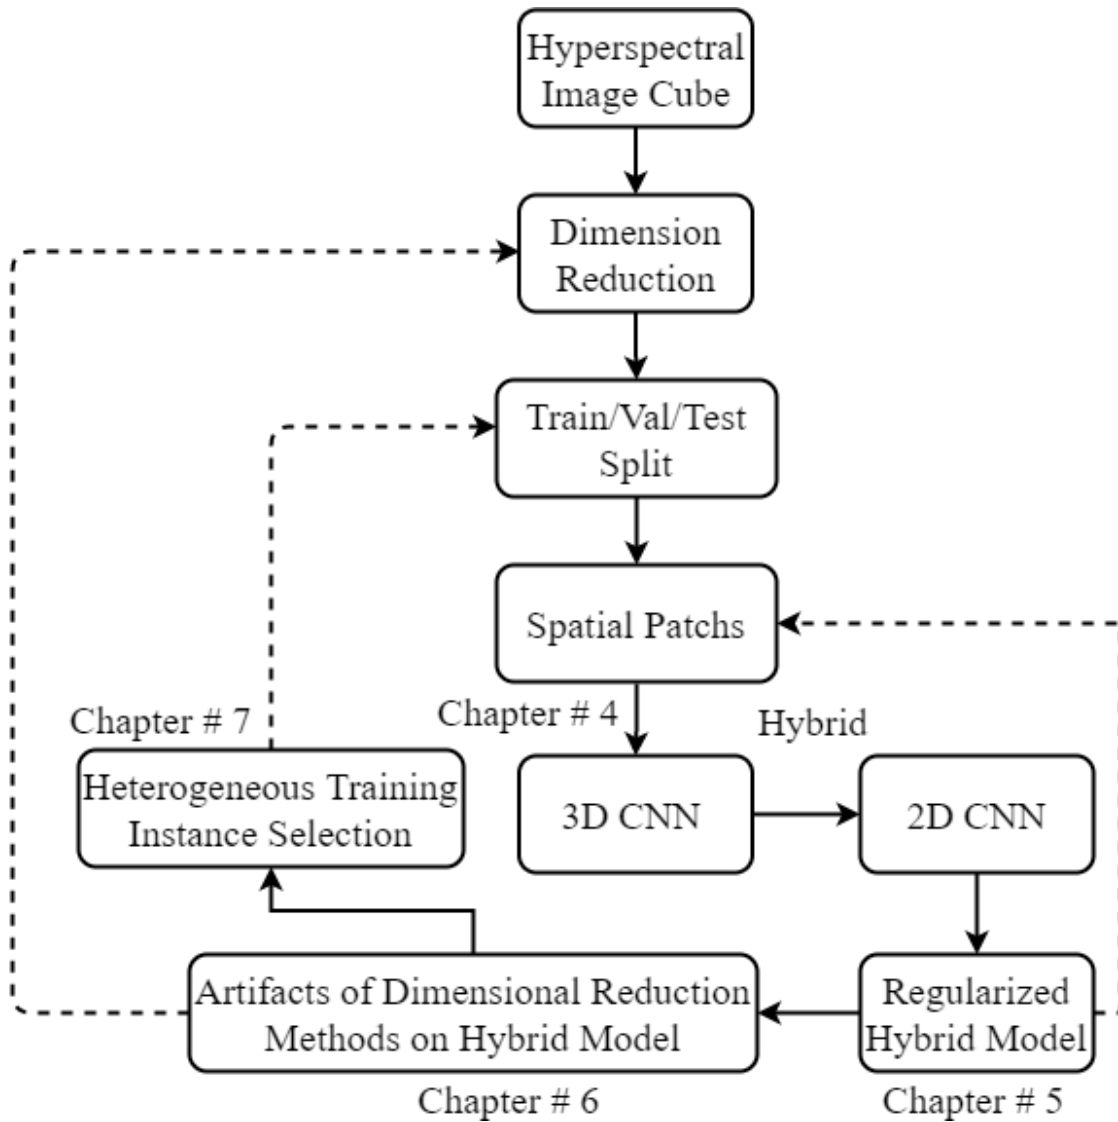 Hyperspectral
Image Cube
Dimension
Reduction
Train/Val/Test
Split
Spatial Patchs
Chapter # 7
Chapter # 4
Hybrid
Heterogeneous Training
Instance Selection
3D CNN
2D CNN
Artifacts of Dimensional Reduction
Methods on Hybrid Model
Regularized
Hybrid Model
Chapter # 6
Chapter # 5